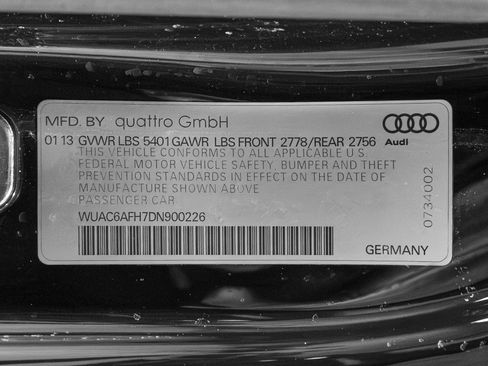 MFD. BY quattro GmbH
01 13 GVWR LBS 5401 GAWR LBS FRONT 2778/REAR 2756
THIS VEHICLE CONFORMS TO ALL APPLICABLE U.S.
FEDERAL MOTOR VEHICLE SAFETY, BUMPER AND THEFT
PREVENTION STANDARDS IN EFFECT ON THE DATE OF
MANUFACTURE SHOWN ABOVE
PASSENGER CAR
WUAC6AFH7DN900226
Audi
0734002
GERMANY